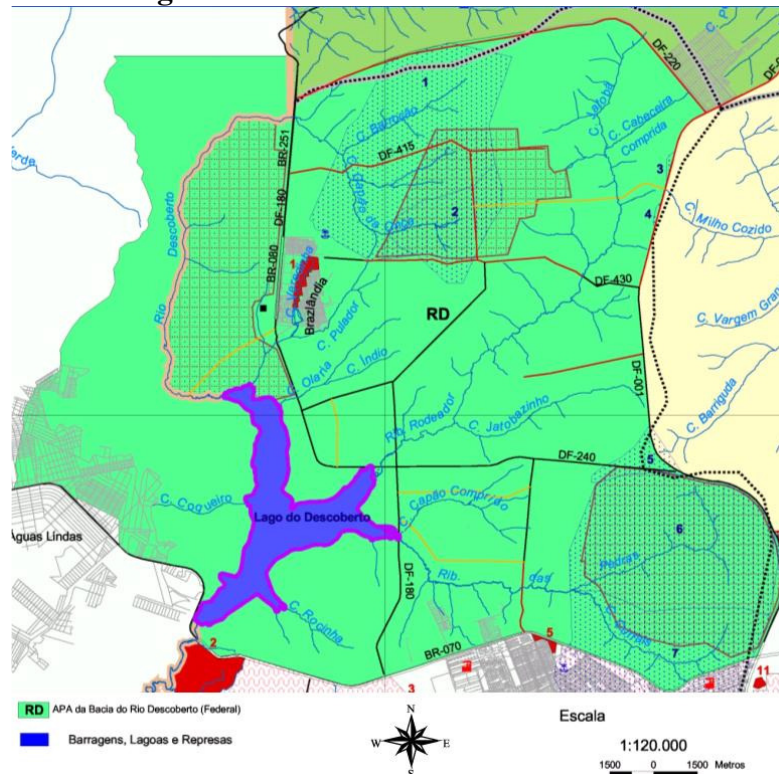 DF-220
C. Jatobá
1
C. Barrocão
C. Cabeceira
Comprida
BR-251
DF-415
Verde
3
Descoberto
2
4
C. Milho Cozido
DF-180
BR-080
1
Brazlândia
DF-430
C. Pulador
RD
C. Vargem Gran
Rio
C. Olaria
C. Índio
DF-001
Rib. Rodeador
C. Jatobazinho
C. Barriguda
5
DF-240
C. Coqueiro
Capão Comprido
Lago do Descoberto
6
Águas Lindas
C.
Pedras
Rib.
das
DF-180
C. Rocinha
2
BR-070
5
7
11
3
RD APA da Bacia do Rio Descoberto (Federal)
Barragens, Lagoas e Represas
N
W E
S
Escala
1:120.000
1500 0 1500 Metros